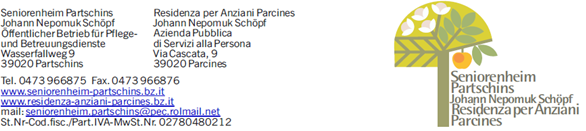 Seniorenheim Partschins
Johann Nepomuk Schöpf
Öffentlicher Betrieb für Pflege-
und Betreuungsdienste
Wasserfallweg 9
39020 Partschins
Residenza per Anziani Parcines
Johann Nepomuk Schöpf
Azienda Pubblica
di Servizi alla Persona
Via Cascata, 9
39020 Parcines
Tel. 0473 966875 Fax. 0473 966876
www.seniorenheim-partschins.bz.it
www.residenza-anziani-parcines.bz.it
mail: seniorenheim.partschins@pec.rolmail.net
St.Nr-Cod.fisc./Part.IVA-MwSt.Nr. 02780480212
Seniorenheim
Partschins
Johann Nepomuk Schöpf
Residenza per Anziani
Parcines